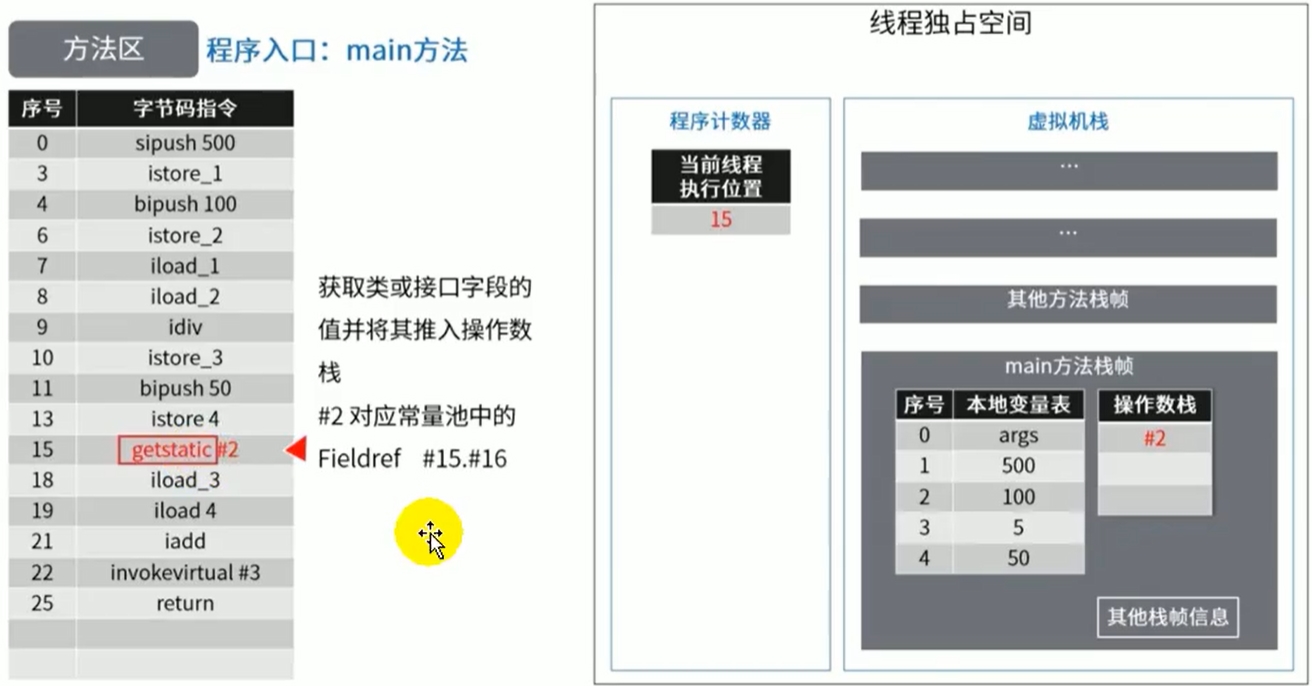 方法区 程序入口：main方法
序号 字节码指令
0 sipush 500
3 istore_1
4 bipush 100
6 istore_2
7 iload_1
8 iload_2
9 idiv
10 istore_3
11 bipush 50
13 istore 4
15 getstatic #2
18 iload_3
19 iload 4
21 iadd
22 invokevirtual #3
25 return
获取类或接口字段的
值并将其推入操作数
栈
#2 对应常量池中的
Fieldref #15.#16
线程独占空间
程序计数器
当前线程
执行位置
15
虚拟机栈
...
...
其他方法栈帧
main方法栈帧
序号 本地变量表
0 args
1 500
2 100
3 5
4 50
操作数栈
#2
其他栈帧信息